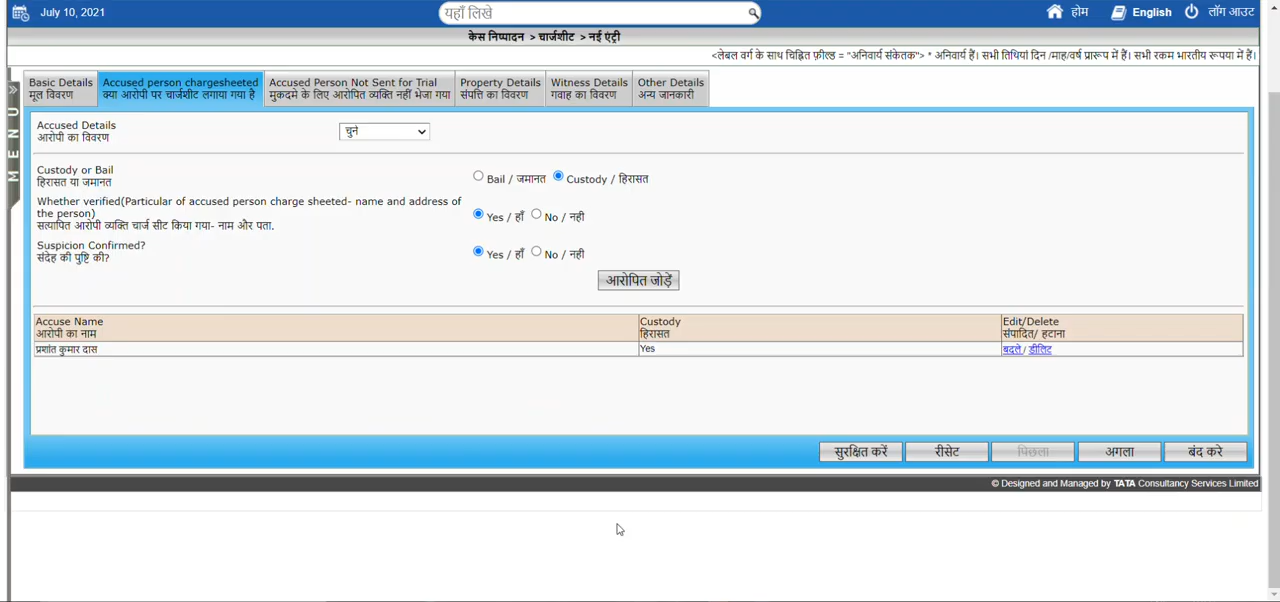 July 10, 2021
यहाँ लिखे
होम
English
लॉग आउट
केस निष्पादन > चार्जशीट > नई एंट्री
<लेबल वर्ग के साथ चिह्नित फ़ील्ड = "अनिवार्य संकेतक"> * अनिवार्य हैं। सभी तिथियां दिन /माह/वर्ष प्रारूप में हैं। सभी रकम भारतीय रूपया में हैं।
M E N U
Basic Details
मूल विवरण
Accused person chargesheeted
क्या आरोपी पर चार्जशीट लगाया गया है
Accused Person Not Sent for Trial
मुकदमे के लिए आरोपित व्यक्ति नहीं भेजा गया
Property Details
संपत्ति का विवरण
Witness Details
गवाह का विवरण
Other Details
अन्य जानकारी
Accused Details
आरोपी का विवरण
चुने
Custody or Bail
हिरासत या जमानत
Bail / जमानत Custody / हिरासत
Whether verified(Particular of accused person charge sheeted- name and address of
the person)
सत्यापित आरोपी व्यक्ति चार्ज सीट किया गया- नाम और पता.
Yes / हाँ No / नही
Suspicion Confirmed?
संदेह की पुष्टि की?
Yes / हाँ No / नही
आरोपित जोड़ें
Accuse Name
आरोपी का नाम
Custody
हिरासत
Edit/Delete
संपादित/ हटाना
प्रशांत कुमार दास
Yes
बदले / डीलिट
सुरक्षित करें
रीसेट
पिछला
अगला
बंद करे
© Designed and Managed by TATA Consultancy Services Limited